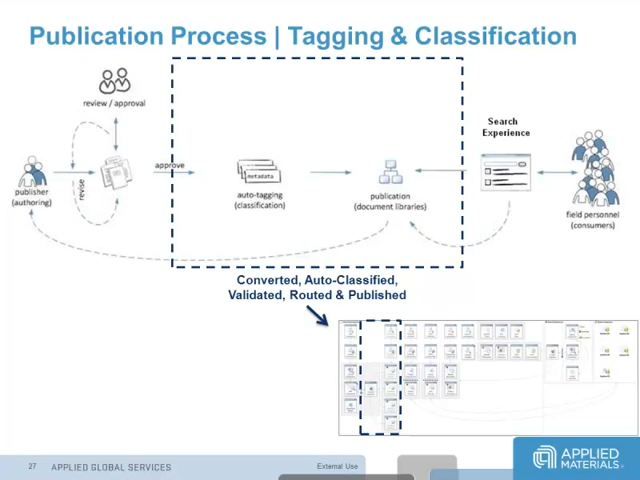 Publication Process | Tagging & Classification
review / approval
Search
Experience
approve
revise
metadata
publisher
(authoring)
auto-tagging
(classification)
publication
(document libraries)
field personnel
(consumers)
Converted, Auto-Classified,
Validated, Routed & Published
27 APPLIED GLOBAL SERVICES
External Use
APPLIED
MATERIALS